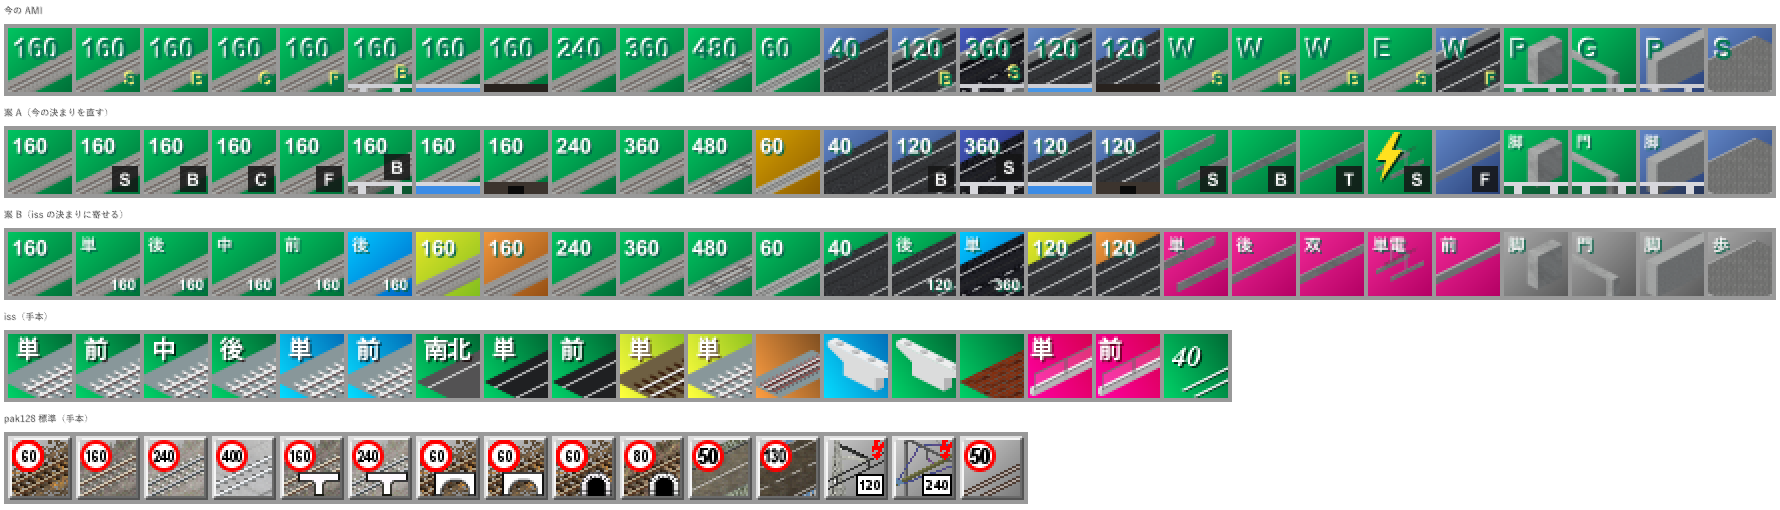 今の AMI
160 160 160 160 160 160 160 160 240 360 480 60 40 120 360 120 120 W W W E W P G P S
S B C F B B S S B B S F
案 A（今の決まりを直す）
160 160 160 160 160 160 160 160 240 360 480 60 40 120 360 120 120 脚 門 脚
S B C F B B S S B T S F
案 B（iss の決まりに寄せる）
160 単 後 中 前 後 160 160 240 360 480 60 40 後 単 120 120 単 後 双 単電 前 脚 門 脚 歩
160 160 160 160 160 120 360
iss（手本）
単 前 中 後 単 前 南北 単 前 単 単 単 前 40
pak128 標準（手本）
60 160 240 400 160 240 60 60 60 80 50 130 50
120 240